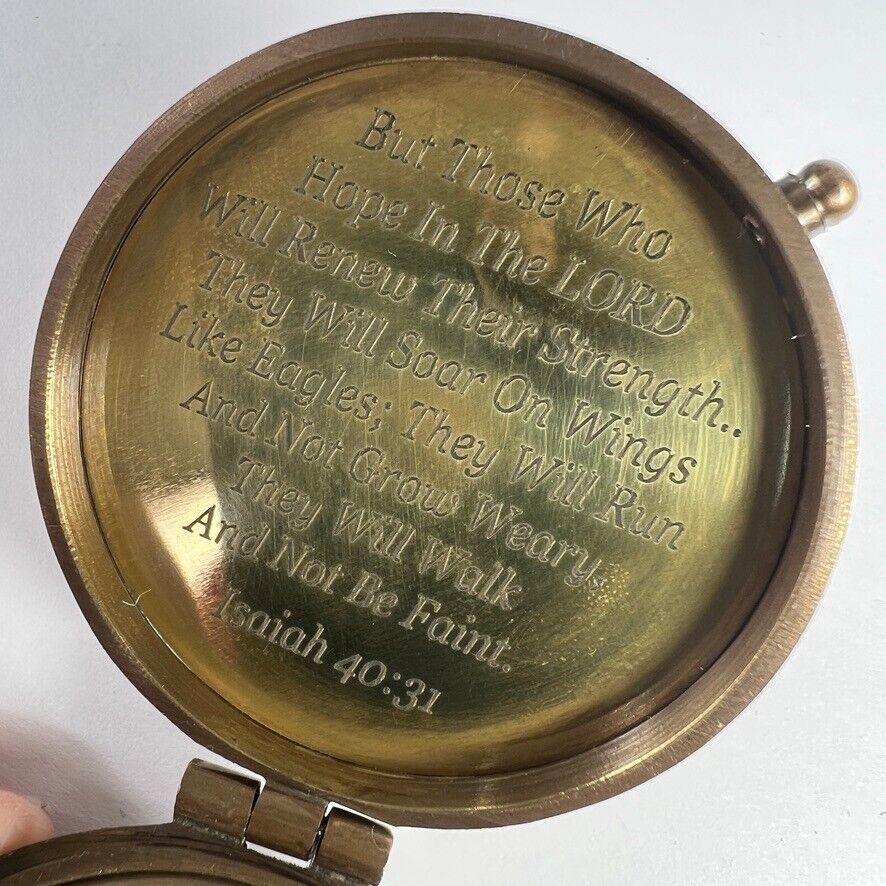 But Those Who
Hope In The LORD
Will Renew Their Strength..
They Will Soar On Wings
Like Eagles; They Will Run
And Not Grow Weary,
They Will Walk
And Not Be Faint.
Isaiah 40:31